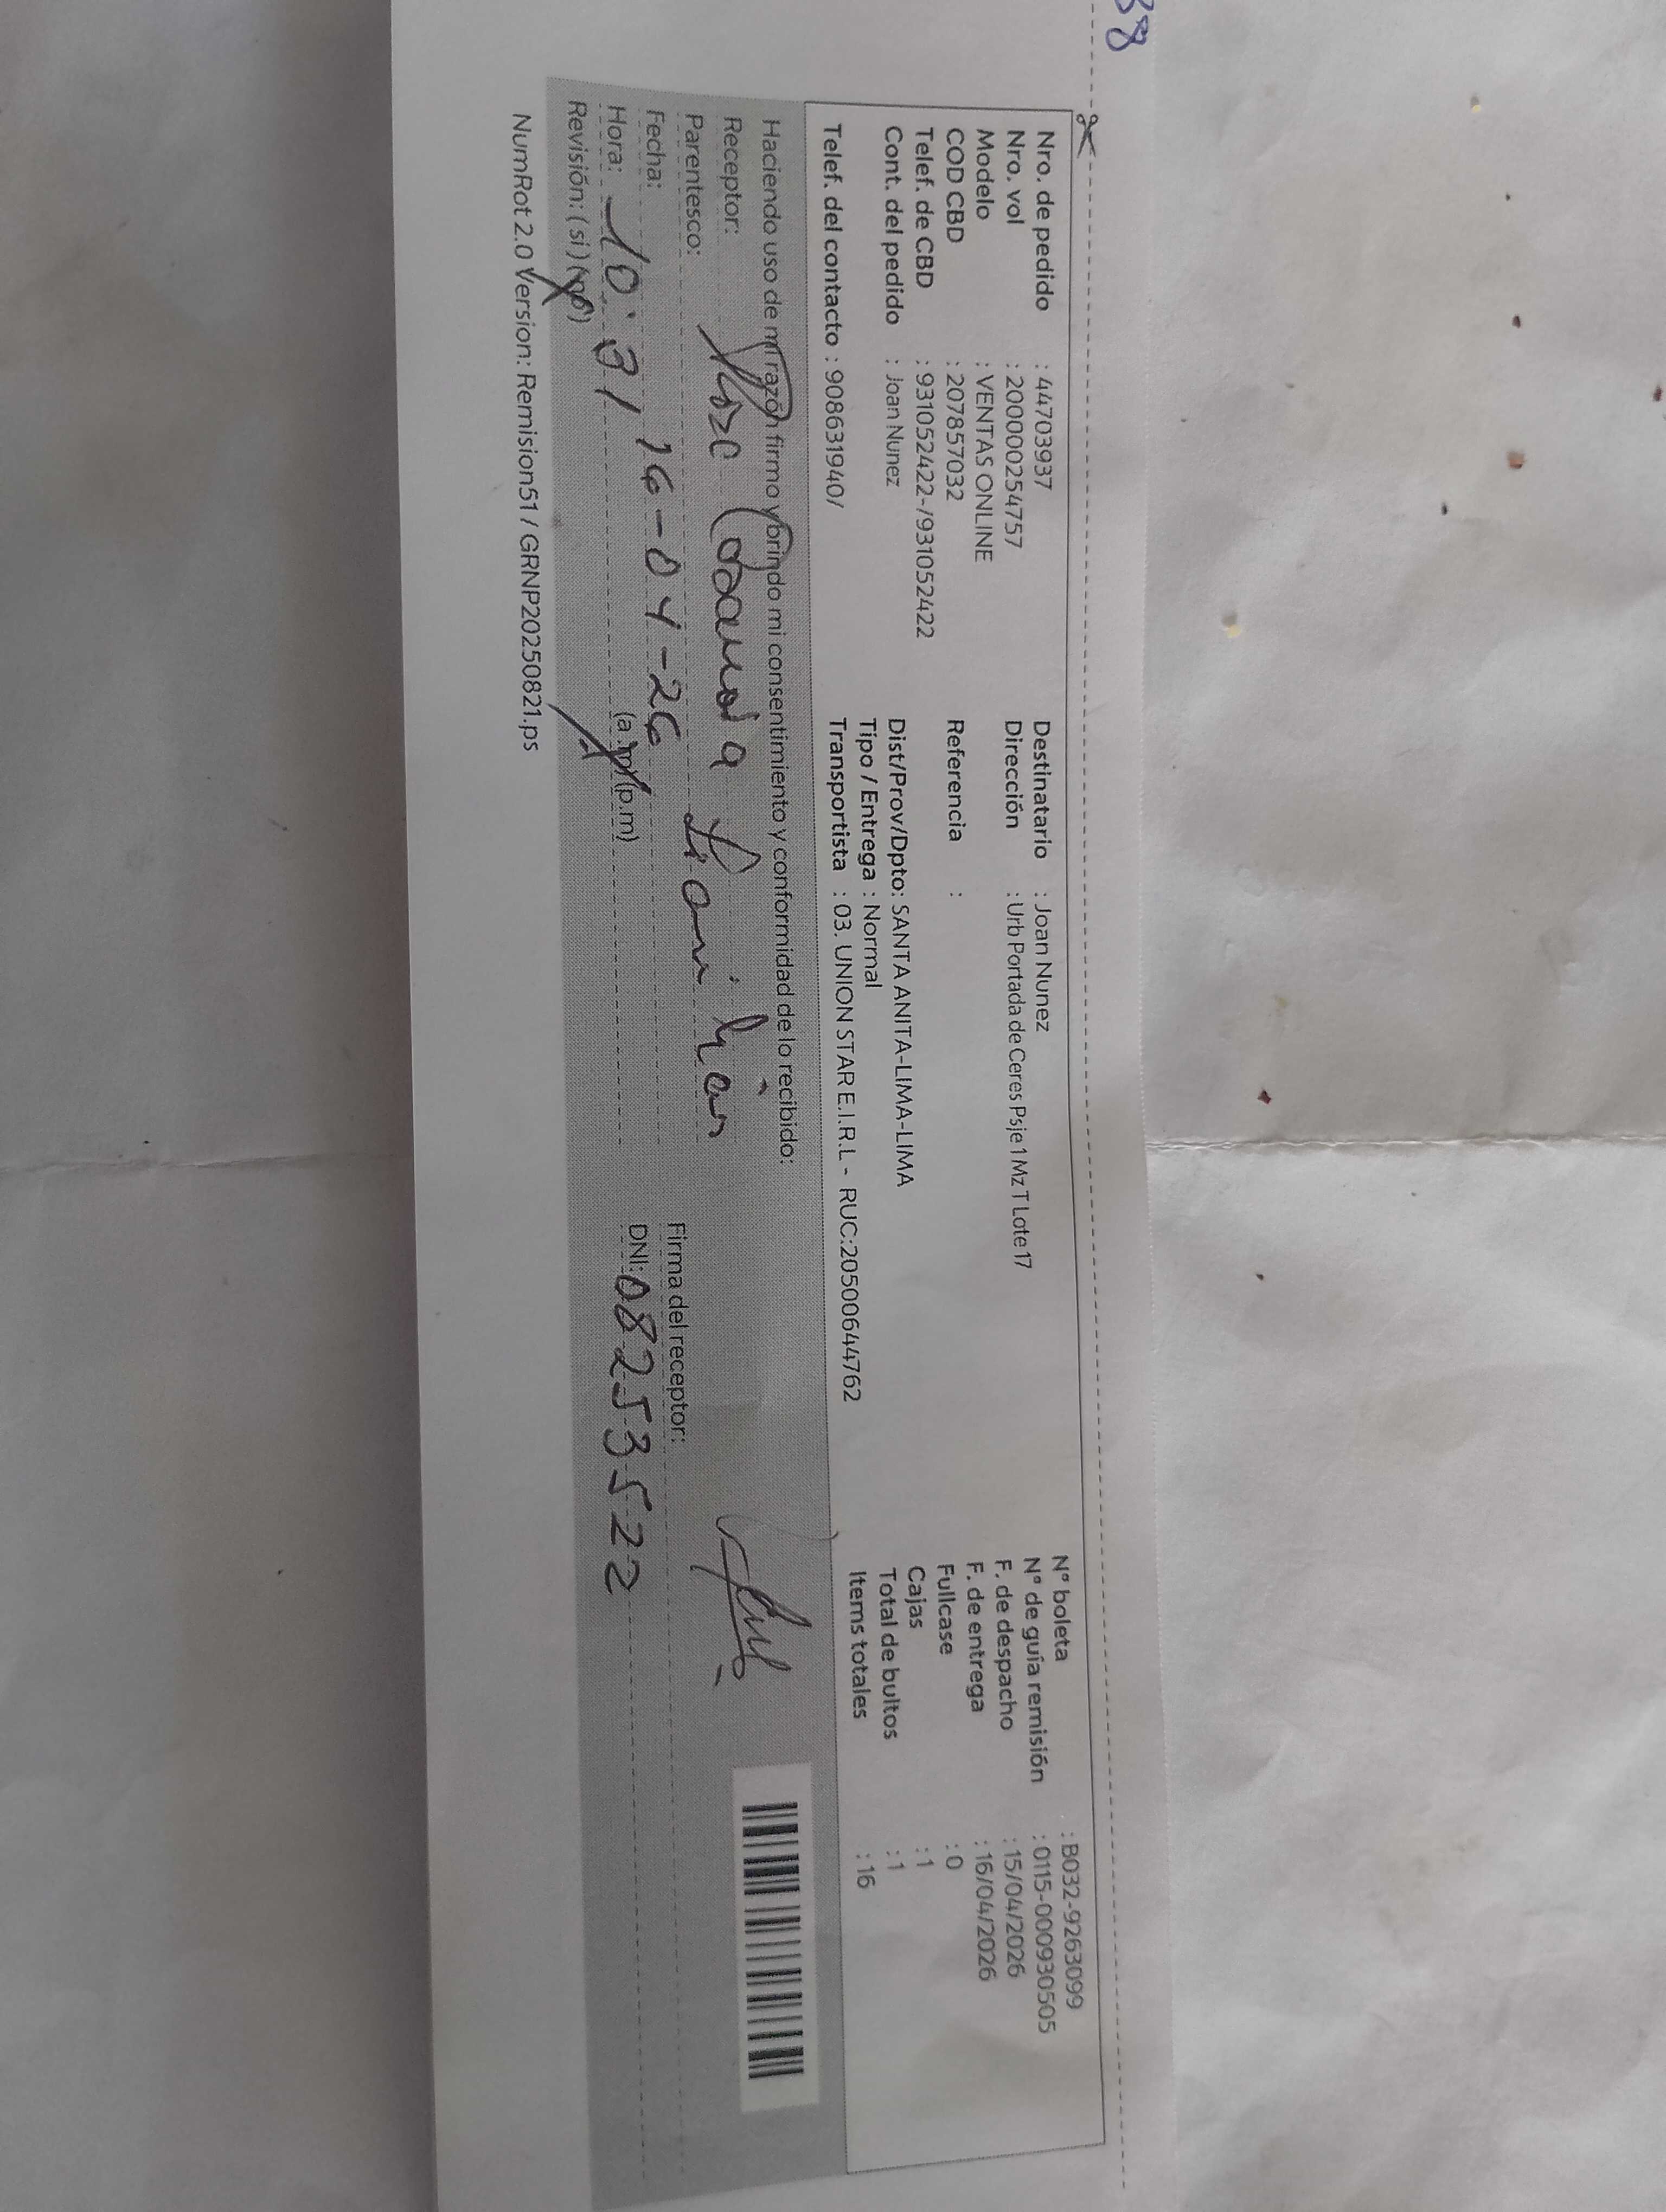 38
Nro. de pedido : 44703937
Nro. vol : 200000254757
Modelo : VENTAS ONLINE
COD CBD : 207857032
Telef. de CBD : 931052422-/931052422
Cont. del pedido : Joan Nunez
Telef. del contacto : 908631940/
Destinatario : Joan Nunez
Dirección : Urb Portada de Ceres Psje 1 Mz T Lote 17
Referencia :
Dist/Prov/Dpto: SANTA ANITA-LIMA-LIMA
Tipo / Entrega : Normal
Transportista : 03. UNION STAR E.I.R.L - RUC:20500644762
Nº boleta : B032-9263099
Nº de guía remisión : 0115-000930505
F. de despacho : 15/04/2026
F. de entrega : 16/04/2026
Fullcase : 0
Cajas : 1
Total de bultos : 1
Items totales : 16
Haciendo uso de mi razón firmo y brindo mi consentimiento y conformidad de lo recibido:
Receptor:
Parentesco:
Fecha: 16-04-26
Hora: 10:31 (a.m) (p.m)
Revisión: ( si ) (no)
Firma del receptor:
DNI: 08253522
NumRot 2.0 Version: Remision51 / GRNP20250821.ps